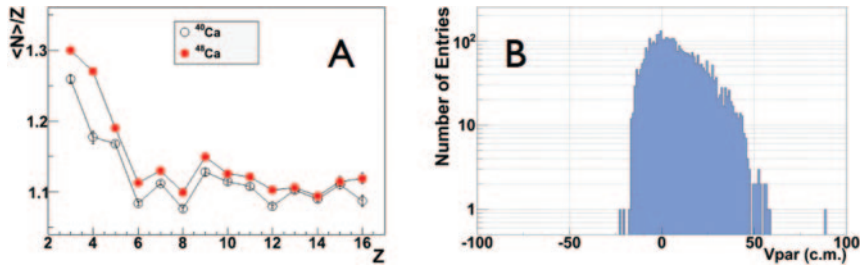 <N>/Z
1.3
1.2
1.1
2 4 6 8 10 12 14 16
Z
⁴⁰Ca
⁴⁸Ca
A
Number of Entries
10²
10
1
-100 -50 0 50 100
Vpar (c.m.)
B